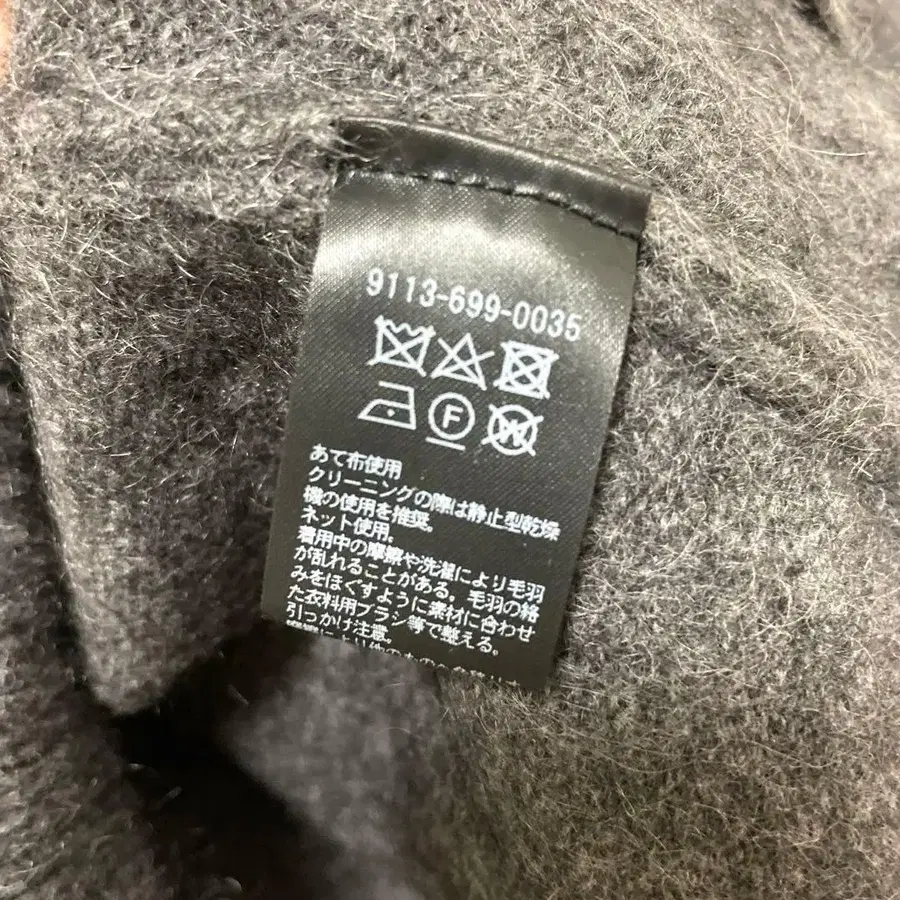 9113-699-0035
F
W
あて布使用
クリーニングの際は静止型乾燥
機の使用を推奨。
ネット使用。
着用中の摩擦や洗濯により毛羽
が乱れることがある。毛羽の絡
みをほぐすように素材に合わせ
た衣料用ブラシ等で整える。
引っかけ注意。